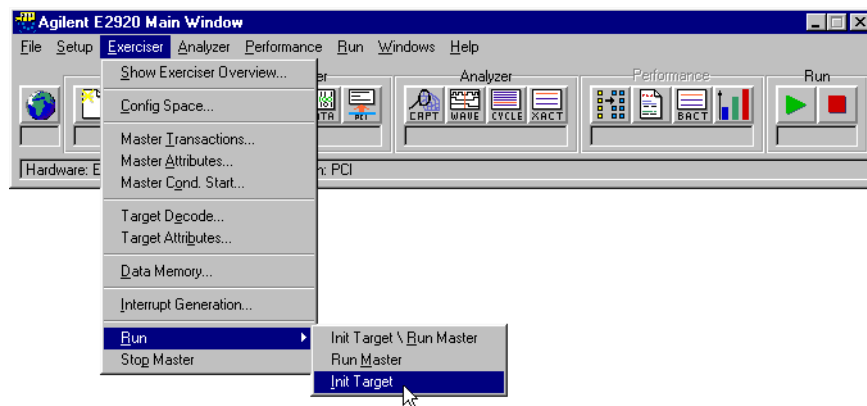 Agilent E2920 Main Window
File Setup Exerciser Analyzer Performance Run Windows Help
Show Exerciser Overview...
Config Space...
Master Transactions...
Master Attributes...
Master Cond. Start...
Target Decode...
Target Attributes...
Data Memory...
Interrupt Generation...
Run
Stop Master
Init Target \ Run Master
Run Master
Init Target
er
Analyzer
Performance
Run
CAPT WAVE CYCLE XACT
BACT
PCI
Hardware: E
n: PCI